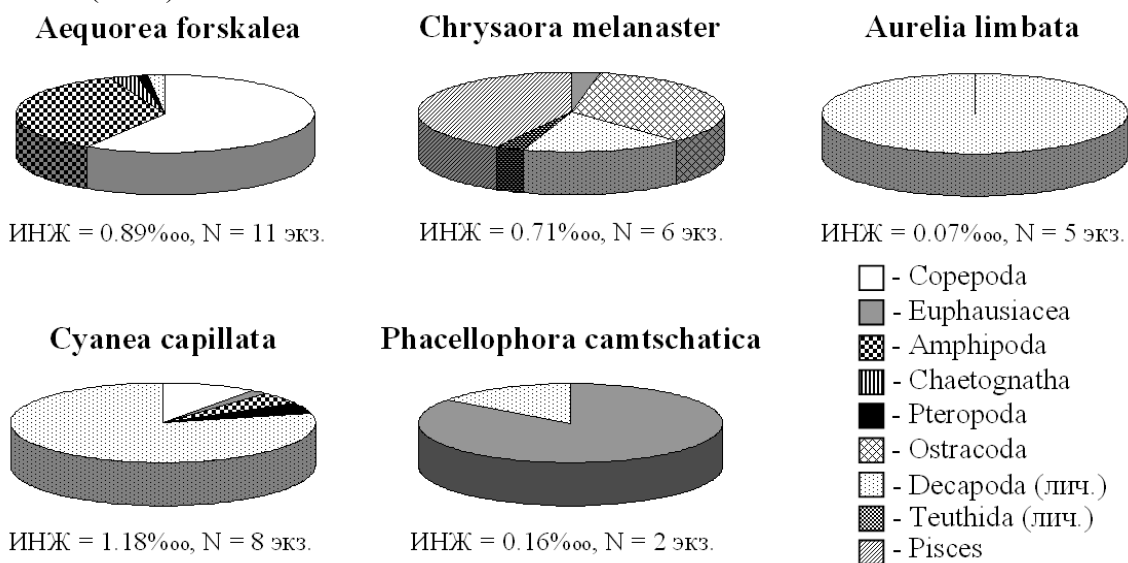 Aequorea forskalea
Chrysaora melanaster
Aurelia limbata
ИНЖ = 0.89‱, N = 11 экз.
ИНЖ = 0.71‱, N = 6 экз.
ИНЖ = 0.07‱, N = 5 экз.
Cyanea capillata
Phacellophora camtschatica
ИНЖ = 1.18‱, N = 8 экз.
ИНЖ = 0.16‱, N = 2 экз.
- Copepoda
- Euphausiacea
- Amphipoda
- Chaetognatha
- Pteropoda
- Ostracoda
- Decapoda (лич.)
- Teuthida (лич.)
- Pisces